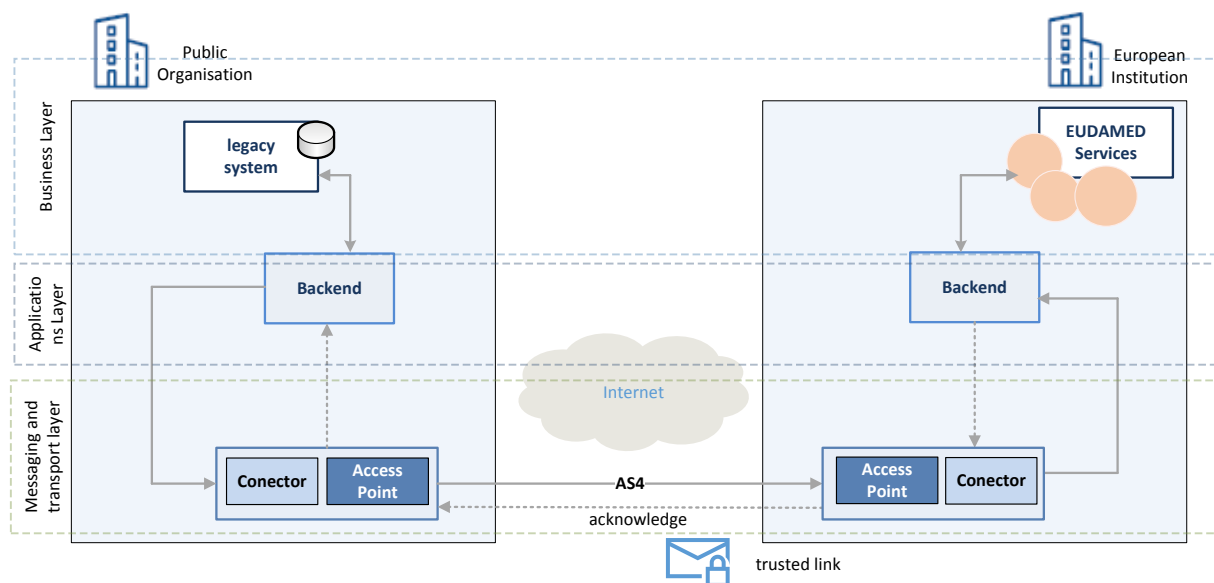 Public
Organisation
European
Institution
Business Layer
legacy
system
EUDAMED
Services
Applicatio
ns Layer
Backend
Backend
Internet
Messaging and
transport layer
Conector
Access
Point
AS4
acknowledge
Access
Point
Conector
trusted link